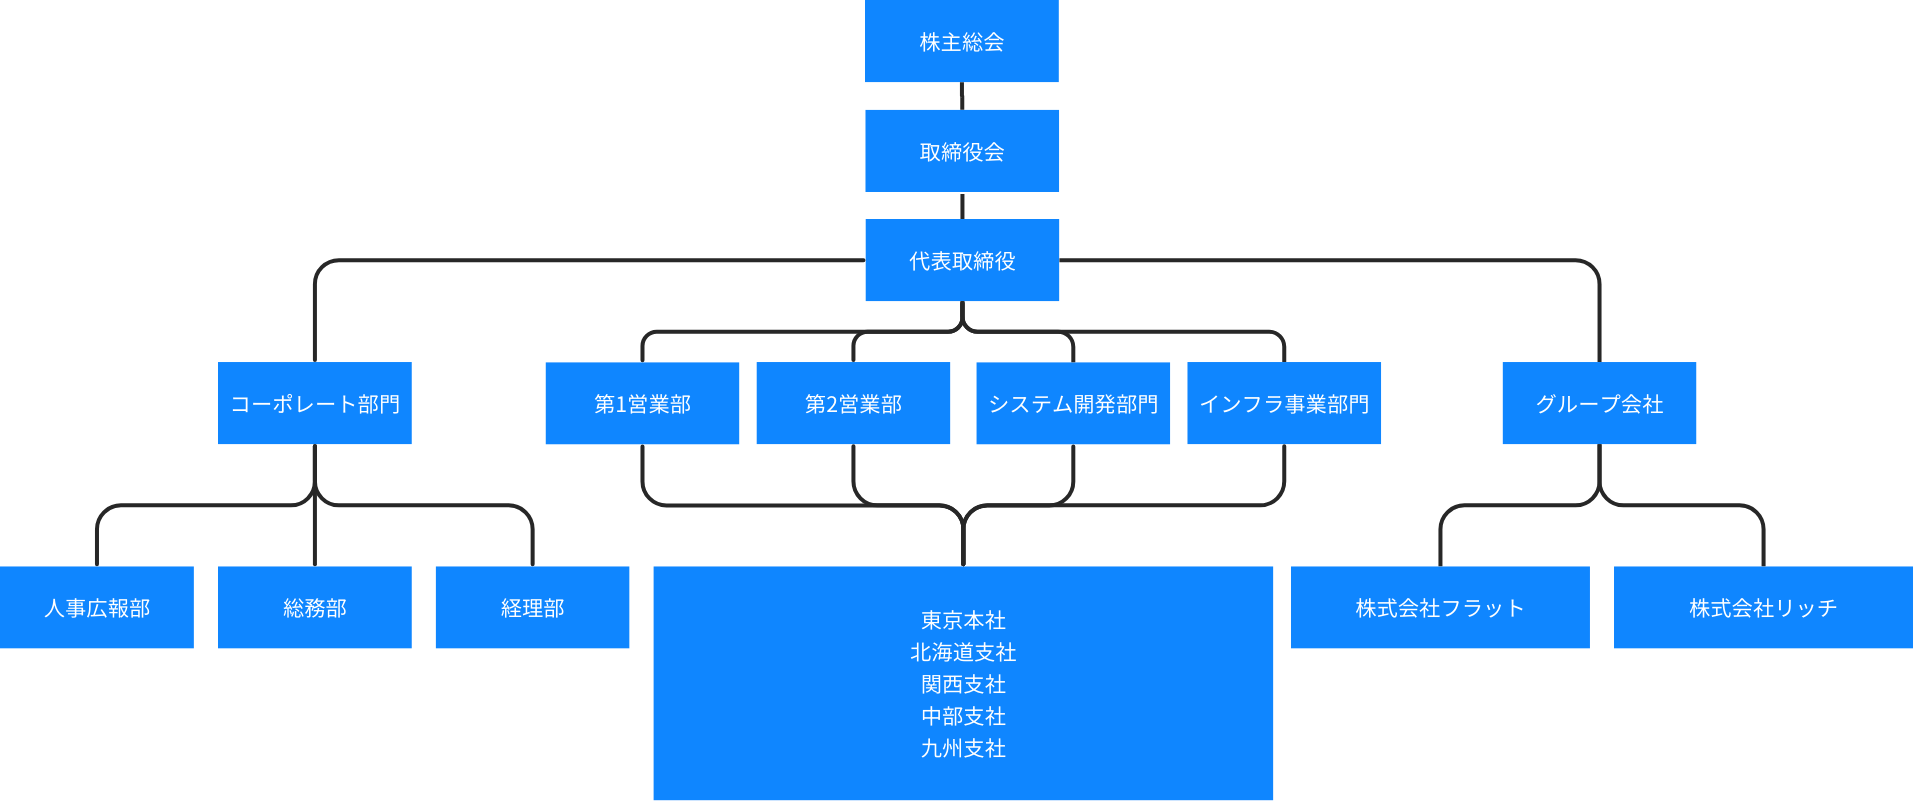 株主総会
取締役会
代表取締役
コーポレート部門
第1営業部
第2営業部
システム開発部門
インフラ事業部門
グループ会社
人事広報部
総務部
経理部
東京本社
北海道支社
関西支社
中部支社
九州支社
株式会社フラット
株式会社リッチ